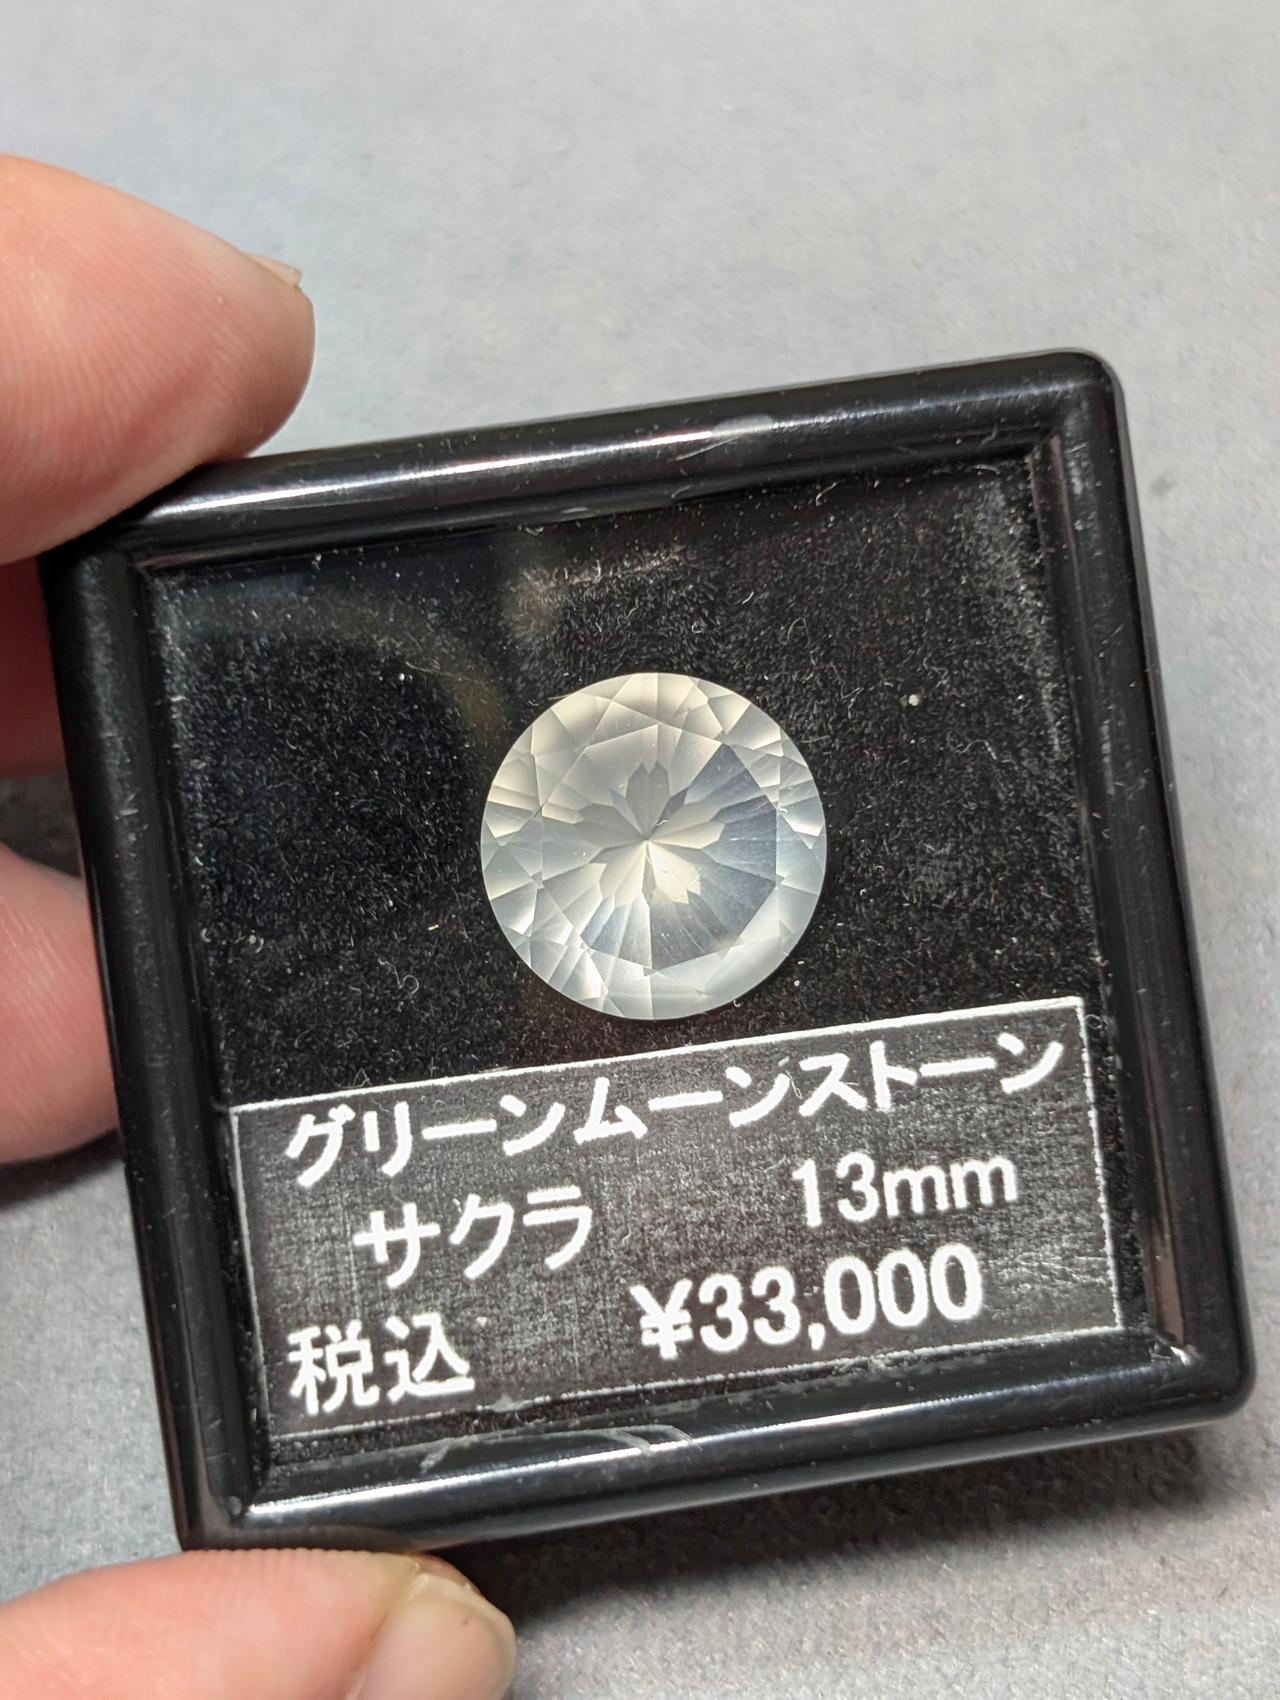 グリーンムーンストーン
サクラ 13mm
税込 ¥33,000